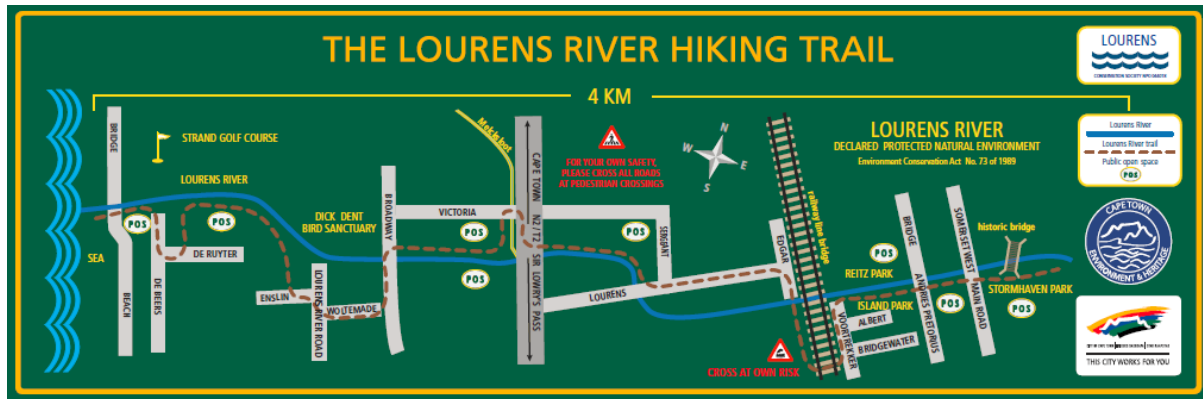 THE LOURENS RIVER HIKING TRAIL
LOURENS
CONSERVATION SOCIETY
4 KM
BRIDGE
STRAND GOLF COURSE
LOURENS RIVER
POS
POS
SEA
DE RUYTER
BEACH
DE BEERS
DICK DENT
BIRD SANCTUARY
ENSLIN
LOURENS RIVER ROAD
WOLTEMADE
BROADWAY
VICTORIA
POS
POS
CAPE TOWN N2/T2 SIR LOWRY'S PASS
FOR YOUR OWN SAFETY,
PLEASE CROSS ALL ROADS
AT PEDESTRIAN CROSSINGS
N
W
E
S
POS
SERGEANT
LOURENS
EDGAR
railway line bridge
CROSS AT OWN RISK
LOURENS RIVER
DECLARED PROTECTED NATURAL ENVIRONMENT
Environment Conservation Act No. 73 of 1989
POS
REITZ PARK
ISLAND PARK
VOORTREKKER
ALBERT
BRIDGEWATER
BRIDGE
ANDRIES PRETORIUS
POS
SOMERSET WEST
MAIN ROAD
historic bridge
STORMHAVEN PARK
POS
Lourens River
Lourens River trail
Public open space
POS
CAPE TOWN
ENVIRONMENT & HERITAGE
THIS CITY WORKS FOR YOU